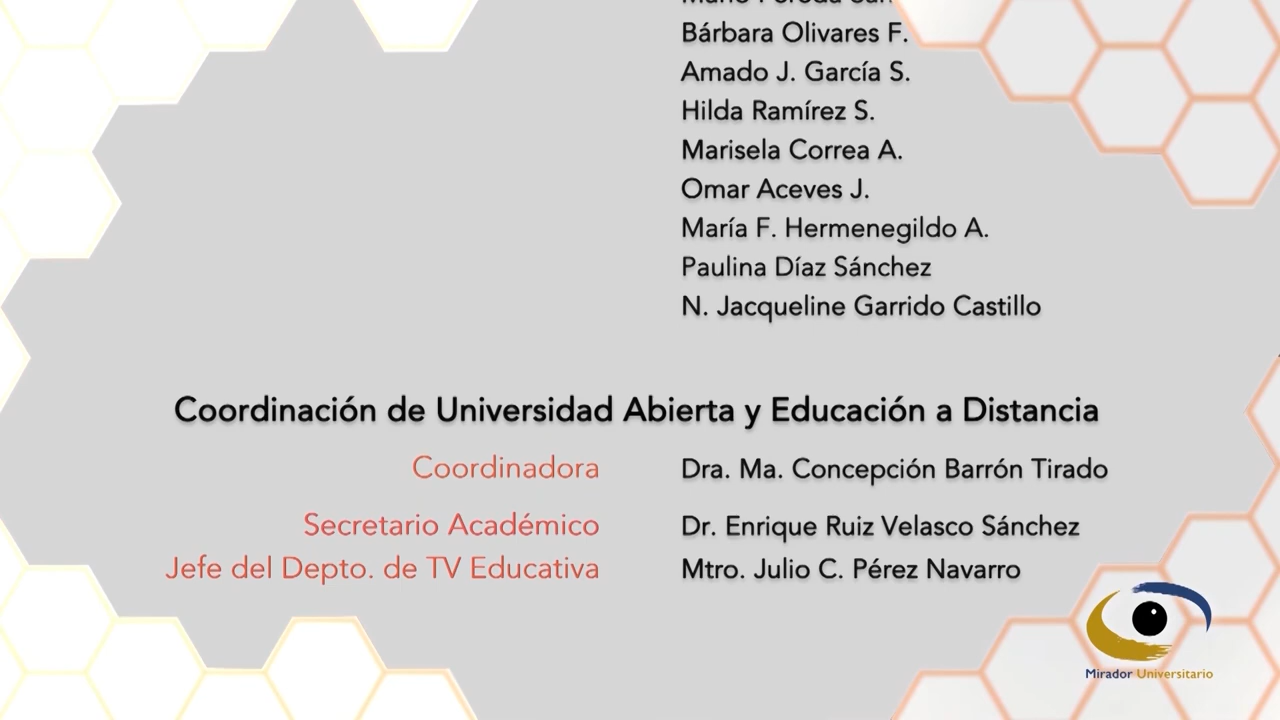 Bárbara Olivares F.
Amado J. García S.
Hilda Ramírez S.
Marisela Correa A.
Omar Aceves J.
María F. Hermenegildo A.
Paulina Díaz Sánchez
N. Jacqueline Garrido Castillo
Coordinación de Universidad Abierta y Educación a Distancia
Coordinadora Dra. Ma. Concepción Barrón Tirado
Secretario Académico Dr. Enrique Ruiz Velasco Sánchez
Jefe del Depto. de TV Educativa Mtro. Julio C. Pérez Navarro
Mirador Universitario